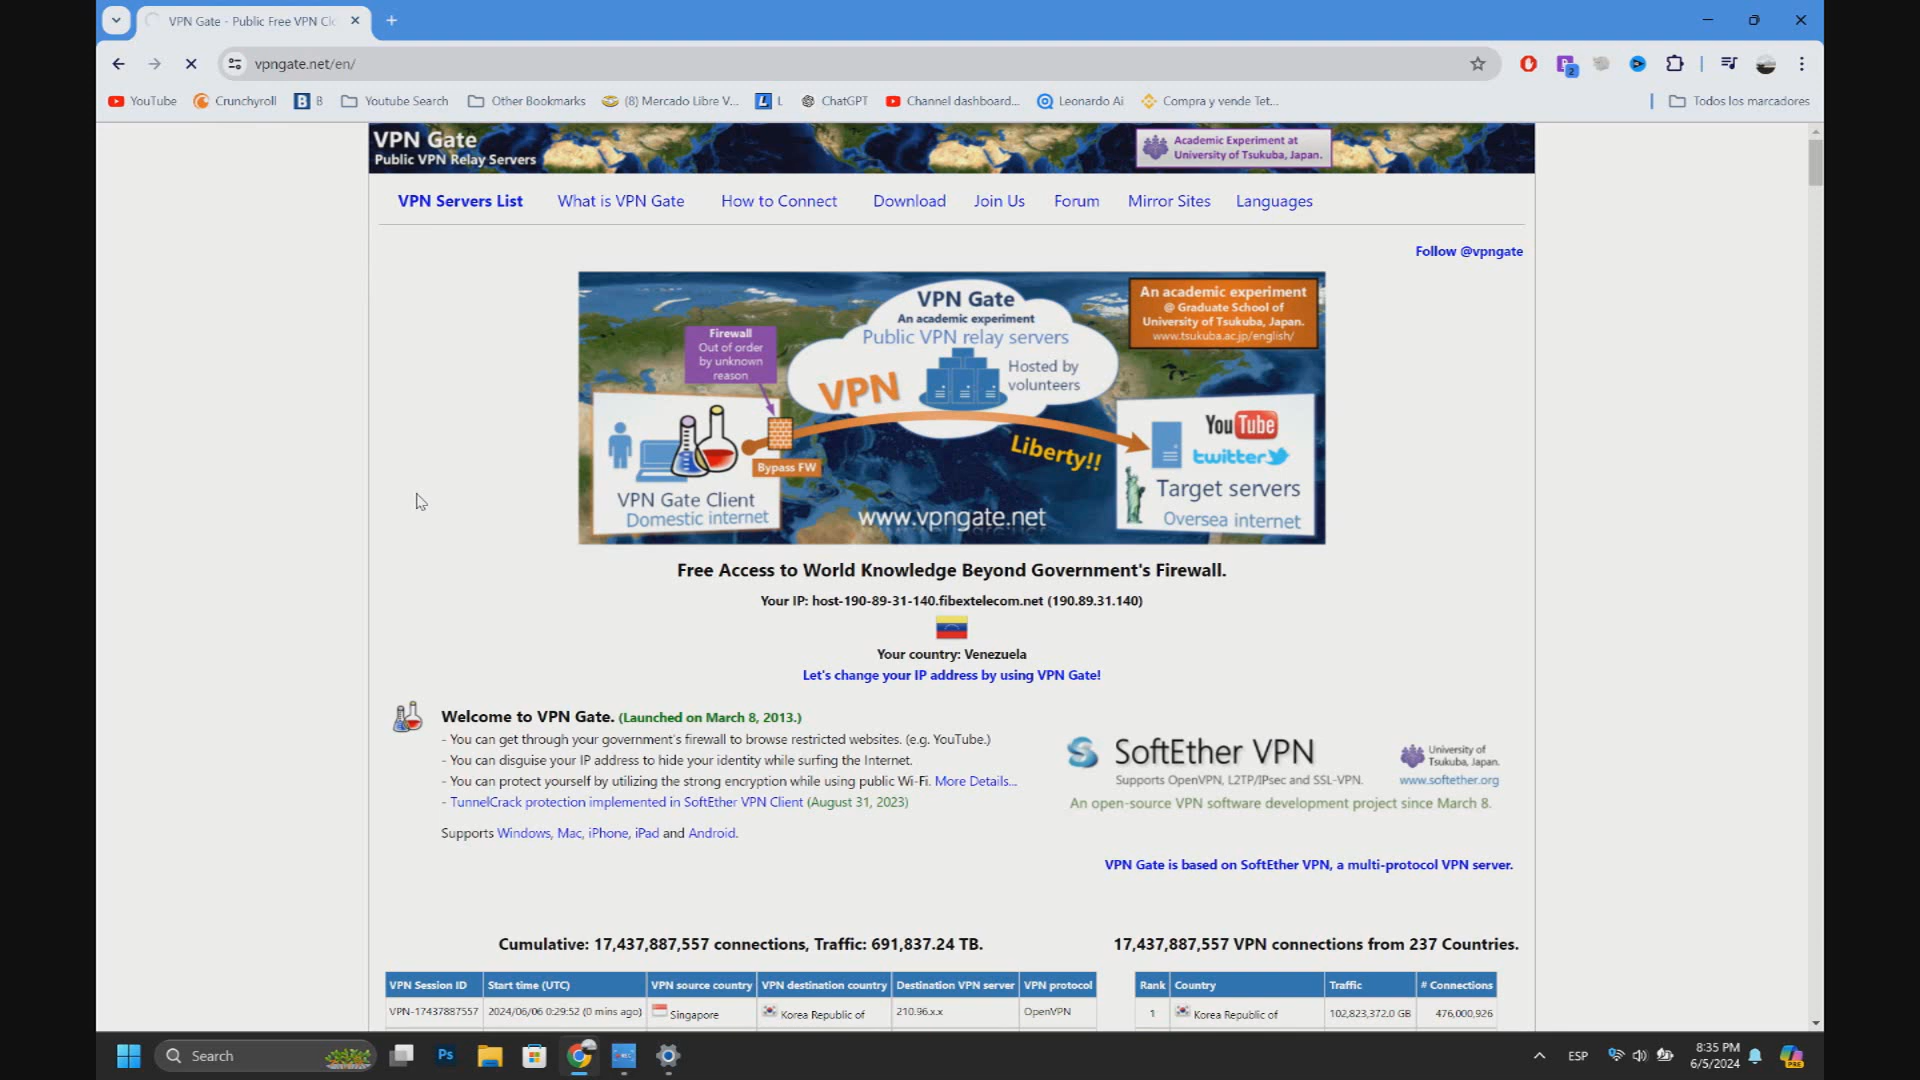 VPN Gate - Public Free VPN Clo
vpngate.net/en/
2
YouTube
Crunchyroll
B
Youtube Search
Other Bookmarks
(8) Mercado Libre V...
L
ChatGPT
Channel dashboard...
Leonardo Ai
Compra y vende Tet...
Todos los marcadores
VPN Gate
Public VPN Relay Servers
Academic Experiment at
University of Tsukuba, Japan.
VPN Servers List
What is VPN Gate
How to Connect
Download
Join Us
Forum
Mirror Sites
Languages
Follow @vpngate
VPN Gate
An academic experiment
Public VPN relay servers
Hosted by
volunteers
An academic experiment
@ Graduate School of
University of Tsukuba, Japan.
www.tsukuba.ac.jp/english/
Firewall
Out of order
by unknown
reason
VPN
Liberty!!
Bypass FW
VPN Gate Client
Domestic internet
www.vpngate.net
YouTube
twitter
Target servers
Oversea internet
Free Access to World Knowledge Beyond Government's Firewall.
Your IP: host-190-89-31-140.fibextelecom.net (190.89.31.140)
Your country: Venezuela
Let's change your IP address by using VPN Gate!
Welcome to VPN Gate. (Launched on March 8, 2013.)
- You can get through your government's firewall to browse restricted websites. (e.g. YouTube.)
- You can disguise your IP address to hide your identity while surfing the Internet.
- You can protect yourself by utilizing the strong encryption while using public Wi-Fi. More Details...
- TunnelCrack protection implemented in SoftEther VPN Client (August 31, 2023)
Supports Windows, Mac, iPhone, iPad and Android.
SoftEther VPN
Supports OpenVPN, L2TP/IPsec and SSL-VPN.
University of
Tsukuba, Japan.
www.softether.org
An open-source VPN software development project since March 8.
VPN Gate is based on SoftEther VPN, a multi-protocol VPN server.
Cumulative: 17,437,887,557 connections, Traffic: 691,837.24 TB.
17,437,887,557 VPN connections from 237 Countries.
VPN Session ID Start time (UTC) VPN source country VPN destination country Destination VPN server VPN protocol
VPN-17437887557 2024/06/06 0:29:52 (0 mins ago) Singapore Korea Republic of 210.96.x.x OpenVPN
Rank Country Traffic # Connections
1 Korea Republic of 102,823,372.0 GB 476,000,926
Search
Ps
ESP
8:35 PM
6/5/2024
PRE